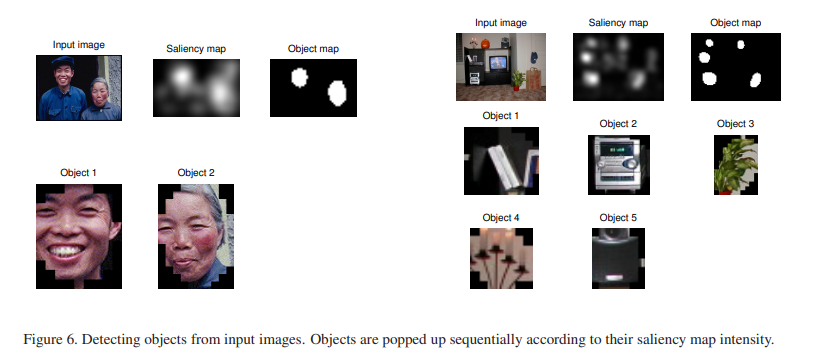 Input image
Saliency map
Object map
Object 1
Object 2
Input image
Saliency map
Object map
Object 1
Object 2
Object 3
Object 4
Object 5
Figure 6. Detecting objects from input images. Objects are popped up sequentially according to their saliency map intensity.